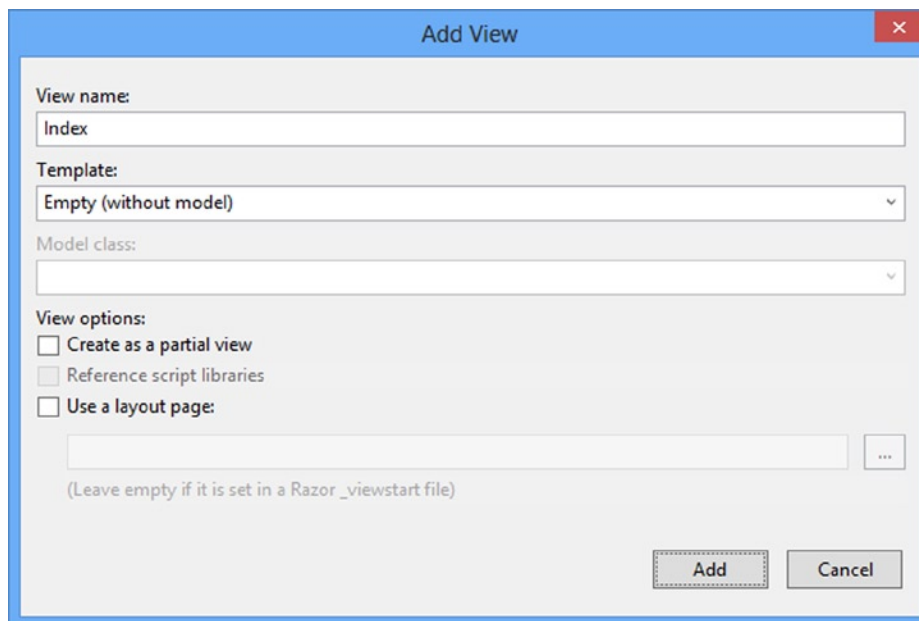 Add View
View name:
Index
Template:
Empty (without model)
Model class:
View options:
Create as a partial view
Reference script libraries
Use a layout page:
...
(Leave empty if it is set in a Razor _viewstart file)
Add Cancel